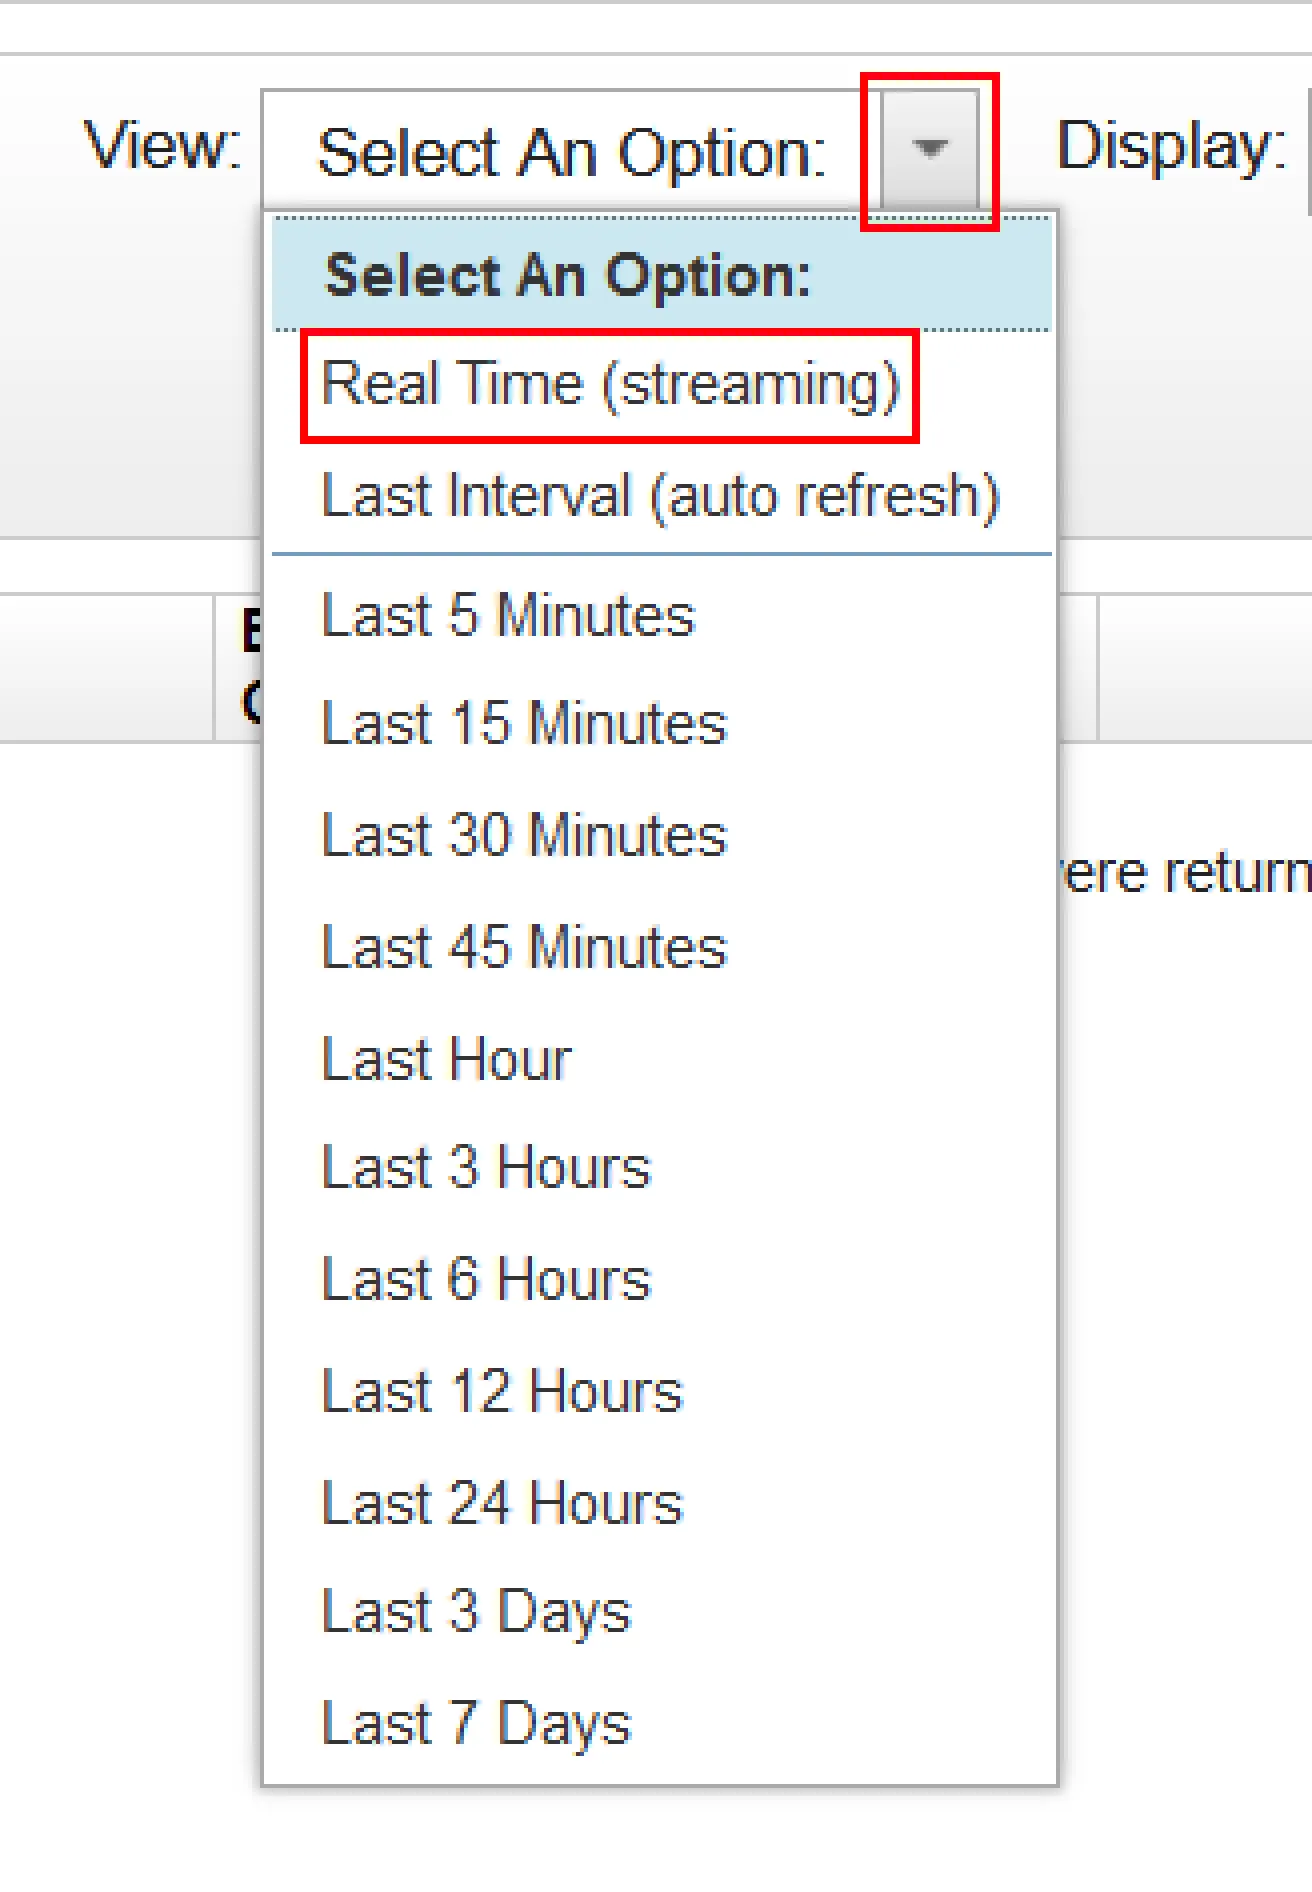 View: Select An Option: Display:
Select An Option:
Real Time (streaming)
Last Interval (auto refresh)
Last 5 Minutes
Last 15 Minutes
Last 30 Minutes
ere return
Last 45 Minutes
Last Hour
Last 3 Hours
Last 6 Hours
Last 12 Hours
Last 24 Hours
Last 3 Days
Last 7 Days